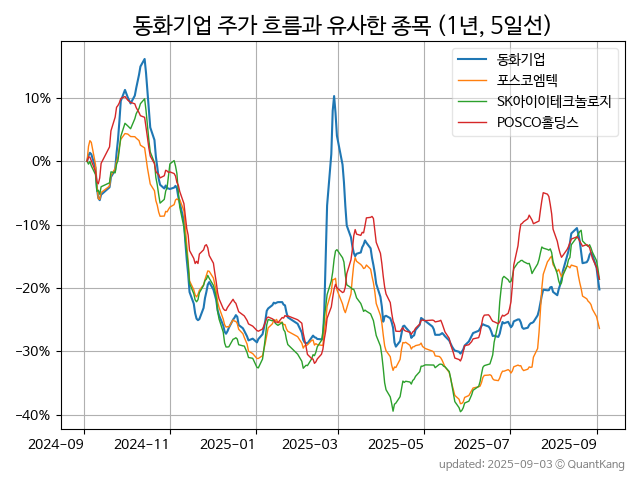 동화기업 주가 흐름과 유사한 종목 (1년, 5일선)
동화기업
포스코엠텍
SK아이이테크놀로지
POSCO홀딩스
10%
0%
−10%
−20%
−30%
−40%
2024-09 2024-11 2025-01 2025-03 2025-05 2025-07 2025-09
updated: 2025-09-03 © QuantKang